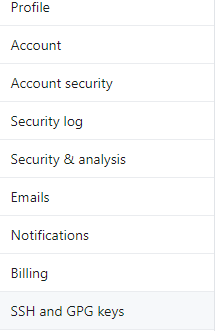 Profile
Account
Account security
Security log
Security & analysis
Emails
Notifications
Billing
SSH and GPG keys